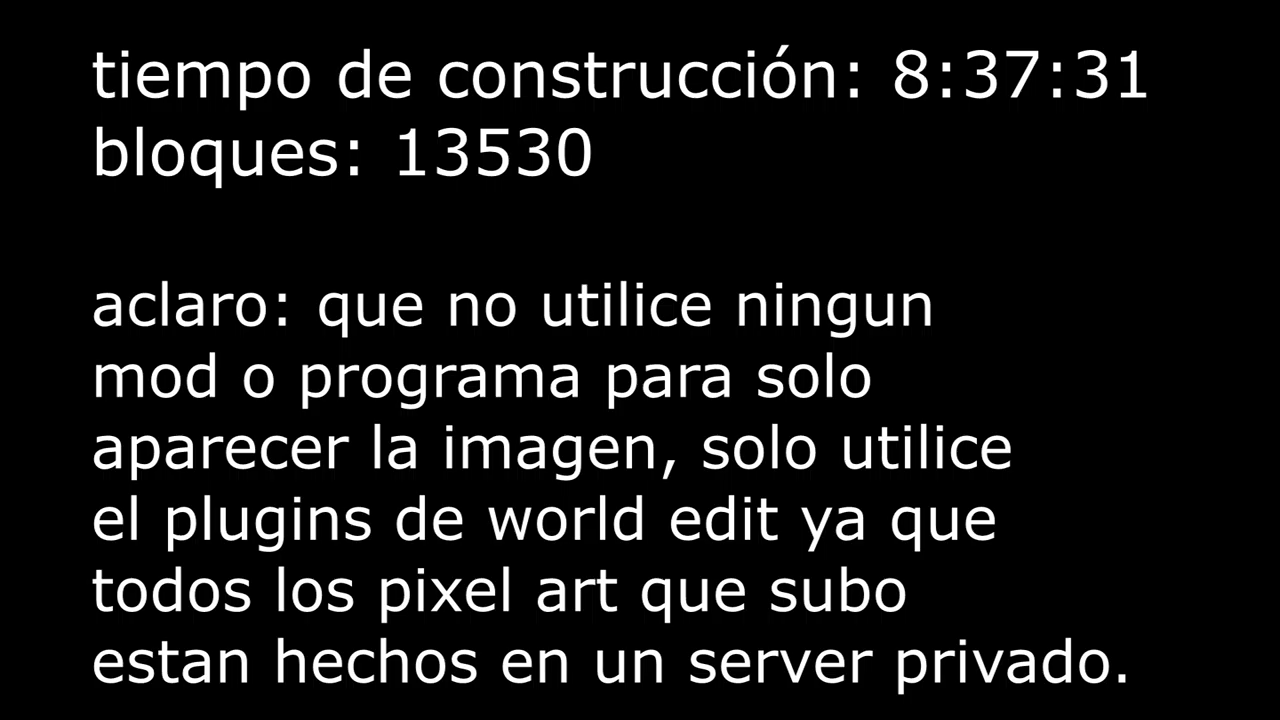 tiempo de construcción: 8:37:31
bloques: 13530
aclaro: que no utilice ningun
mod o programa para solo
aparecer la imagen, solo utilice
el plugins de world edit ya que
todos los pixel art que subo
estan hechos en un server privado.